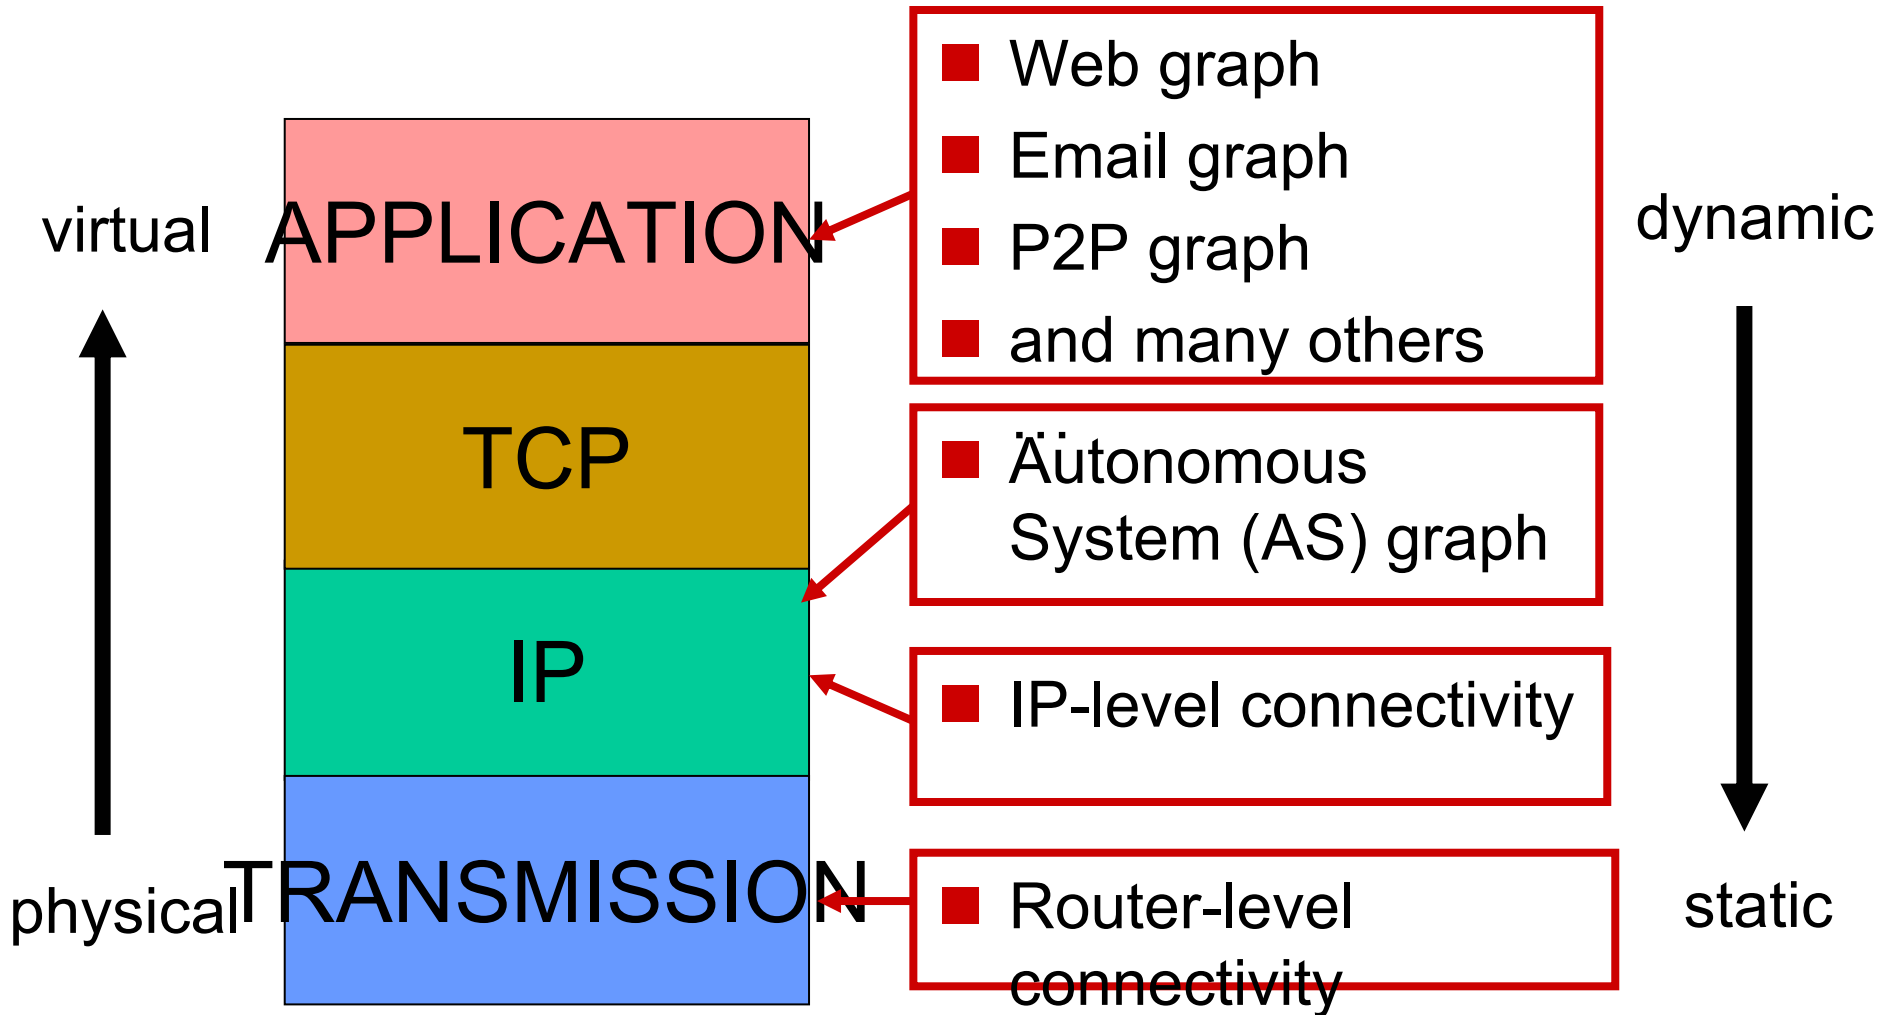 Web graph
Email graph
P2P graph
and many others
virtual
APPLICATION
dynamic
TCP
Äütonomous
System (AS) graph
IP
IP-level connectivity
physical
TRANSMISSION
Router-level
connectivity
static